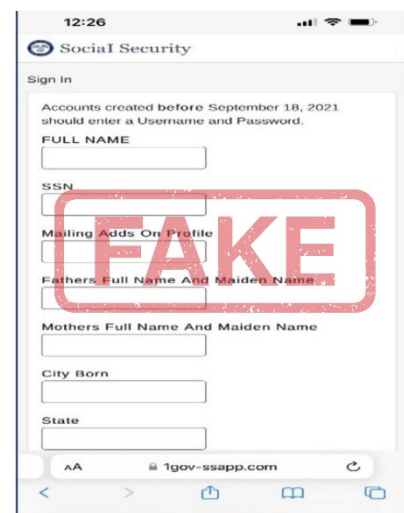 12:26
Social Security
Sign In
Accounts created before September 18, 2021
should enter a Username and Password.
FULL NAME
SSN
Mailing Adds On Profile
FAKE
Fathers Full Name And Maiden Name
Mothers Full Name And Maiden Name
City Born
State
AA 1gov-ssapp.com